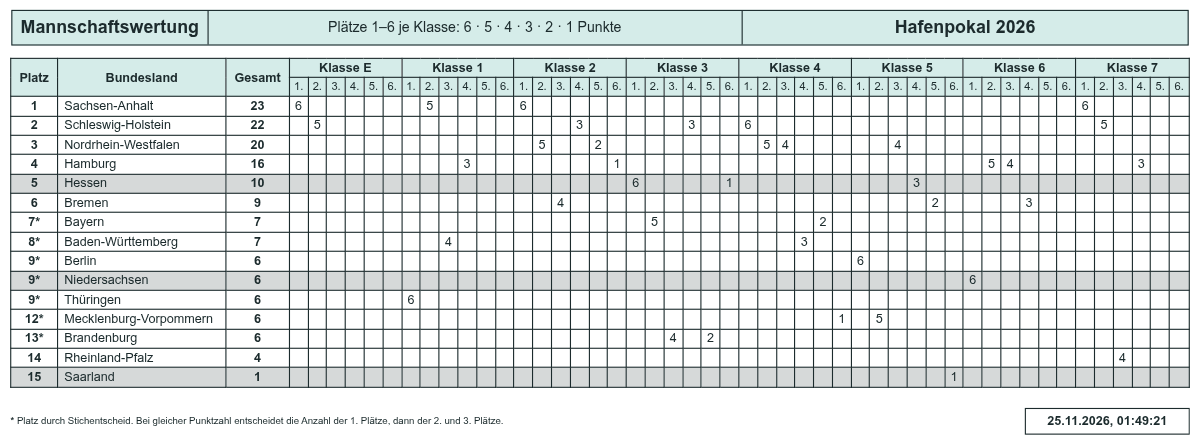 Mannschaftswertung Plätze 1–6 je Klasse: 6 · 5 · 4 · 3 · 2 · 1 Punkte Hafenpokal 2026
Platz Bundesland Gesamt Klasse E Klasse 1 Klasse 2 Klasse 3 Klasse 4 Klasse 5 Klasse 6 Klasse 7
1. 2. 3. 4. 5. 6. 1. 2. 3. 4. 5. 6. 1. 2. 3. 4. 5. 6. 1. 2. 3. 4. 5. 6. 1. 2. 3. 4. 5. 6. 1. 2. 3. 4. 5. 6. 1. 2. 3. 4. 5. 6. 1. 2. 3. 4. 5. 6.
1 Sachsen-Anhalt 23 6 5 6 6
2 Schleswig-Holstein 22 5 3 3 6 5
3 Nordrhein-Westfalen 20 5 2 5 4 4
4 Hamburg 16 3 1 5 4 3
5 Hessen 10 6 1 3
6 Bremen 9 4 2 3
7* Bayern 7 5 2
8* Baden-Württemberg 7 4 3
9* Berlin 6 6
9* Niedersachsen 6 6
9* Thüringen 6 6
12* Mecklenburg-Vorpommern 6 1 5
13* Brandenburg 6 4 2
14 Rheinland-Pfalz 4 4
15 Saarland 1 1
* Platz durch Stichentscheid. Bei gleicher Punktzahl entscheidet die Anzahl der 1. Plätze, dann der 2. und 3. Plätze.
25.11.2026, 01:49:21